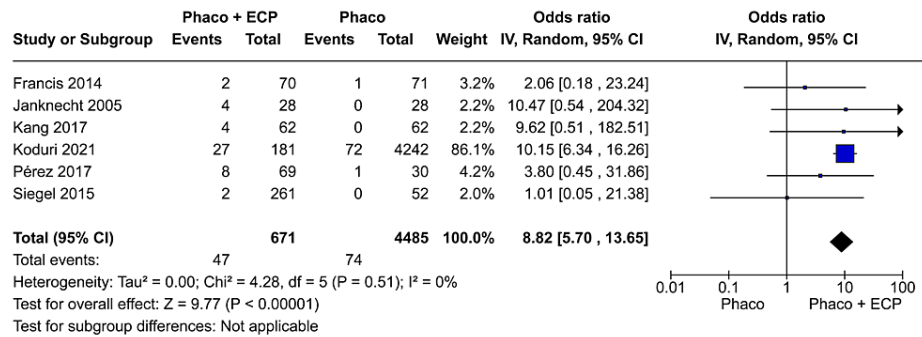 Phaco + ECP Phaco Odds ratio Odds ratio
Study or Subgroup Events Total Events Total Weight IV, Random, 95% CI IV, Random, 95% CI
Francis 2014 2 70 1 71 3.2% 2.06 [0.18 , 23.24]
Janknecht 2005 4 28 0 28 2.2% 10.47 [0.54 , 204.32]
Kang 2017 4 62 0 62 2.2% 9.62 [0.51 , 182.51]
Koduri 2021 27 181 72 4242 86.1% 10.15 [6.34 , 16.26]
Pérez 2017 8 69 1 30 4.2% 3.80 [0.45 , 31.86]
Siegel 2015 2 261 0 52 2.0% 1.01 [0.05 , 21.38]
Total (95% CI) 671 4485 100.0% 8.82 [5.70 , 13.65]
Total events: 47 74
Heterogeneity: Tau² = 0.00; Chi² = 4.28, df = 5 (P = 0.51); I² = 0%
Test for overall effect: Z = 9.77 (P < 0.00001)
Test for subgroup differences: Not applicable
0.01 0.1 1 10 100
Phaco Phaco + ECP